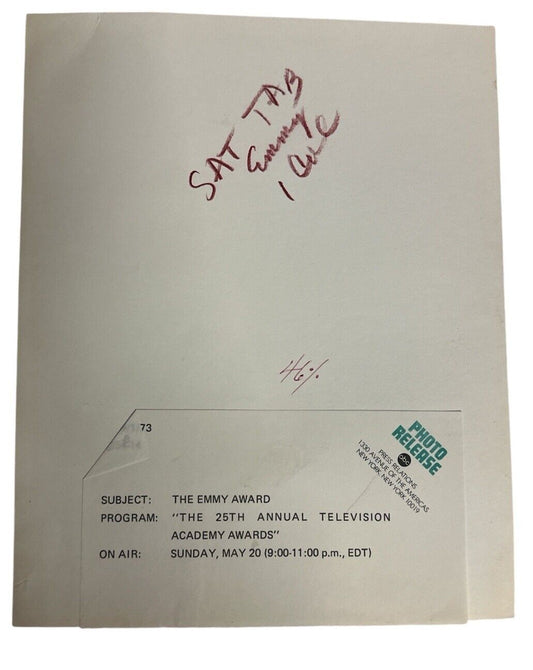 SAT TAB
Emmy
1 Col
46%
73
PHOTO
RELEASE
abc
PRESS RELATIONS
1330 AVENUE OF THE AMERICAS
NEW YORK, NEW YORK 10019
SUBJECT: THE EMMY AWARD
PROGRAM: "THE 25TH ANNUAL TELEVISION
ACADEMY AWARDS"
ON AIR: SUNDAY, MAY 20 (9:00-11:00 p.m., EDT)